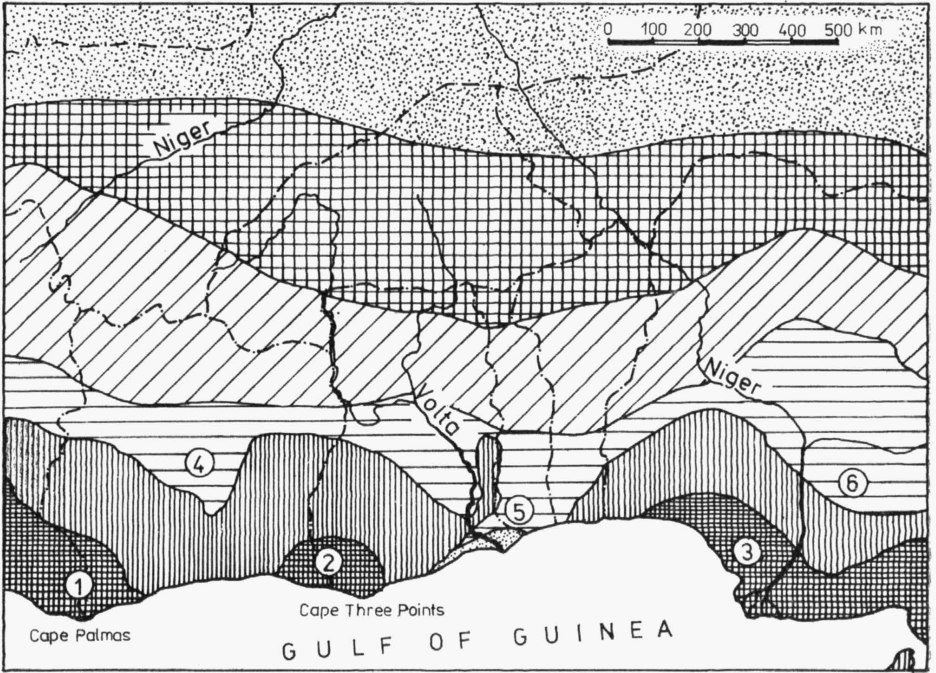 0 100 200 300 400 500 km
Niger
Niger
Volta
4
6
5
3
2
1
Cape Three Points
Cape Palmas
GULF OF GUINEA